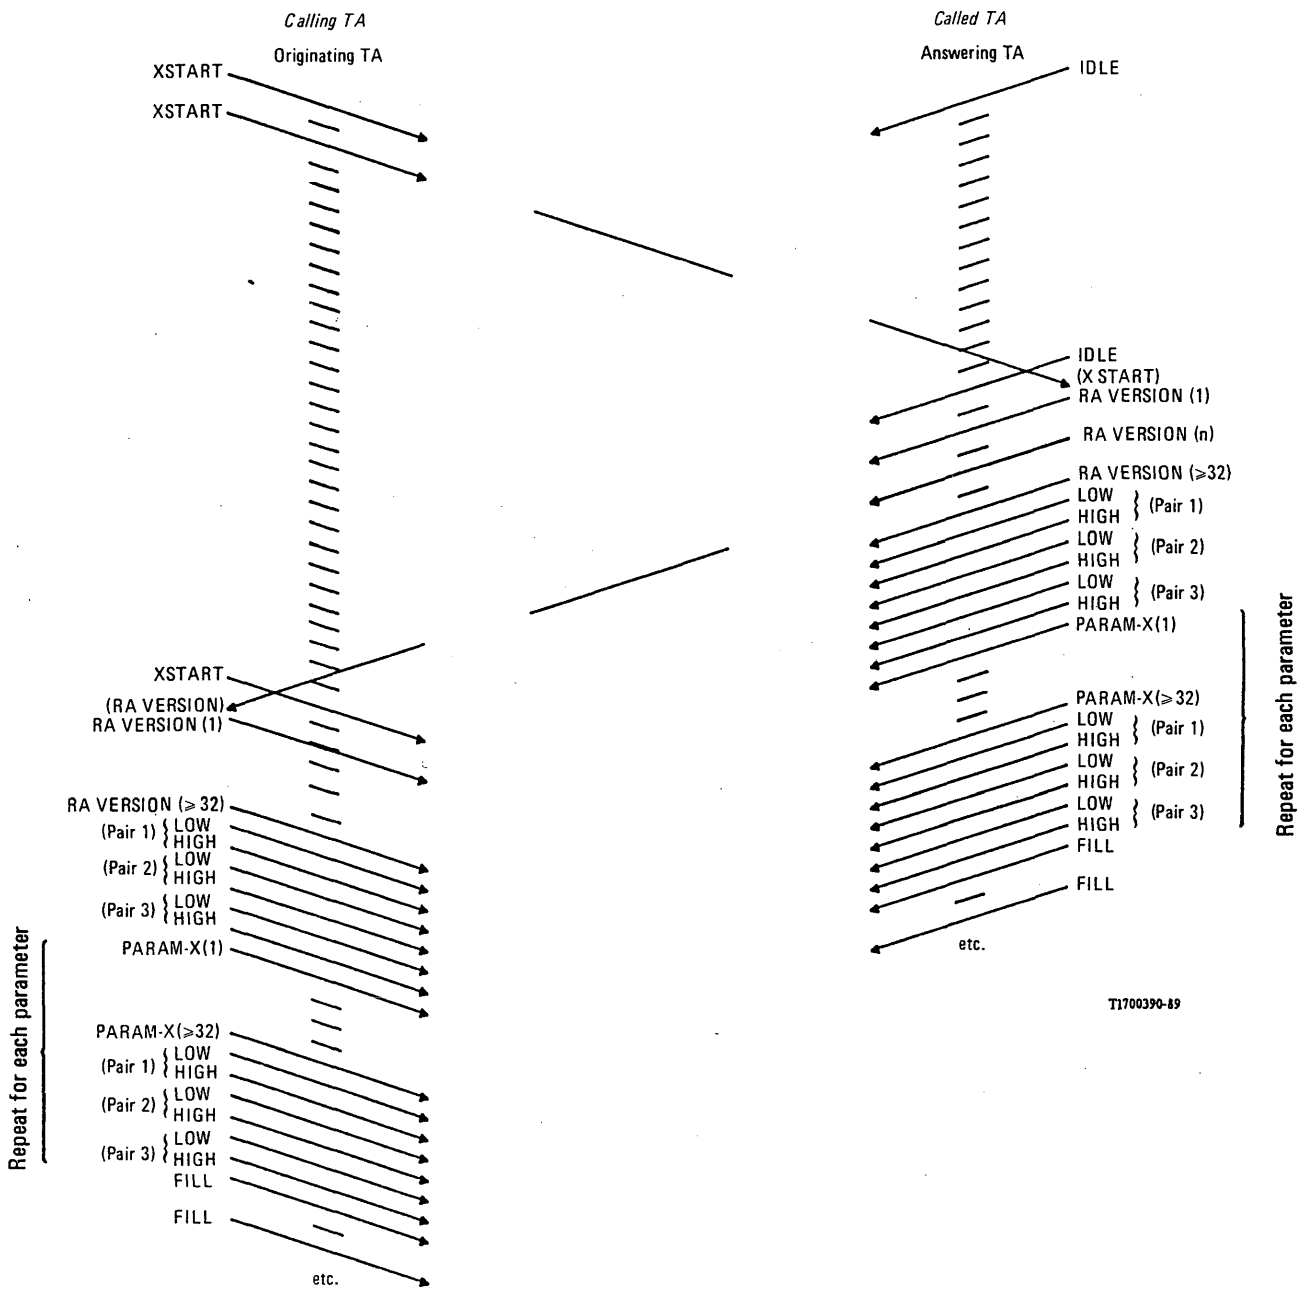 Calling TA
Originating TA
XSTART
XSTART
XSTART
(RA VERSION)
RA VERSION (1)
RA VERSION (≥ 32)
(Pair 1) { LOW
HIGH
(Pair 2) { LOW
HIGH
(Pair 3) { LOW
HIGH
PARAM-X(1)
PARAM-X(≥32)
(Pair 1) { LOW
HIGH
(Pair 2) { LOW
HIGH
(Pair 3) { LOW
HIGH
FILL
FILL
etc.
Repeat for each parameter
Called TA
Answering TA
IDLE
IDLE
(X START)
RA VERSION (1)
RA VERSION (n)
RA VERSION (≥32)
LOW
HIGH } (Pair 1)
LOW
HIGH } (Pair 2)
LOW
HIGH } (Pair 3)
PARAM-X(1)
PARAM-X(≥32)
LOW
HIGH } (Pair 1)
LOW
HIGH } (Pair 2)
LOW
HIGH } (Pair 3)
FILL
FILL
etc.
Repeat for each parameter
T1700390-89